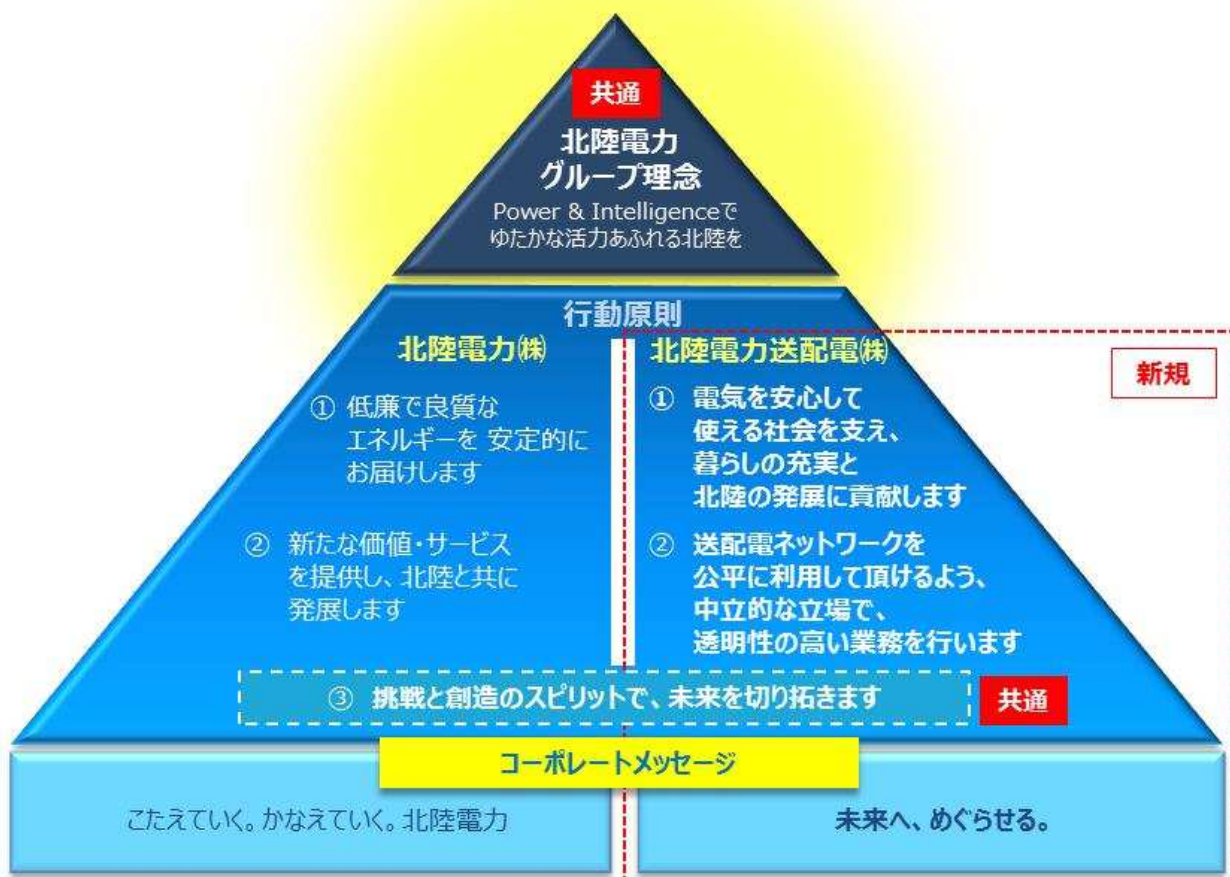 共通
北陸電力
グループ理念
Power & Intelligenceで
ゆたかな活力あふれる北陸を
行動原則
北陸電力㈱
① 低廉で良質な
エネルギーを 安定的に
お届けします
② 新たな価値・サービス
を提供し、北陸と共に
発展します
北陸電力送配電㈱
新規
① 電気を安心して
使える社会を支え、
暮らしの充実と
北陸の発展に貢献します
② 送配電ネットワークを
公平に利用して頂けるよう、
中立的な立場で、
透明性の高い業務を行います
③ 挑戦と創造のスピリットで、未来を切り拓きます
共通
コーポレートメッセージ
こたえていく。かなえていく。北陸電力
未来へ、めぐらせる。